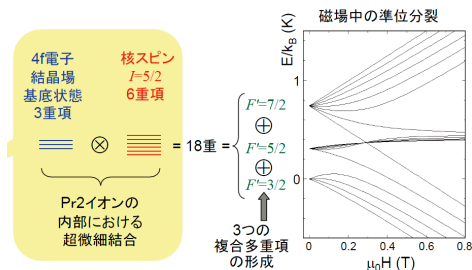 4f電子
結晶場
基底状態
3重項
核スピン
I=5/2
6重項
⊗
= 18重 =
F'=7/2
⊕
F'=5/2
⊕
F'=3/2
Pr2イオンの
内部における
超微細結合
3つの
複合多重項
の形成
磁場中の準位分裂
E/kB (K)
1
0
0.0 0.2 0.4 0.6 0.8
μ0H (T)